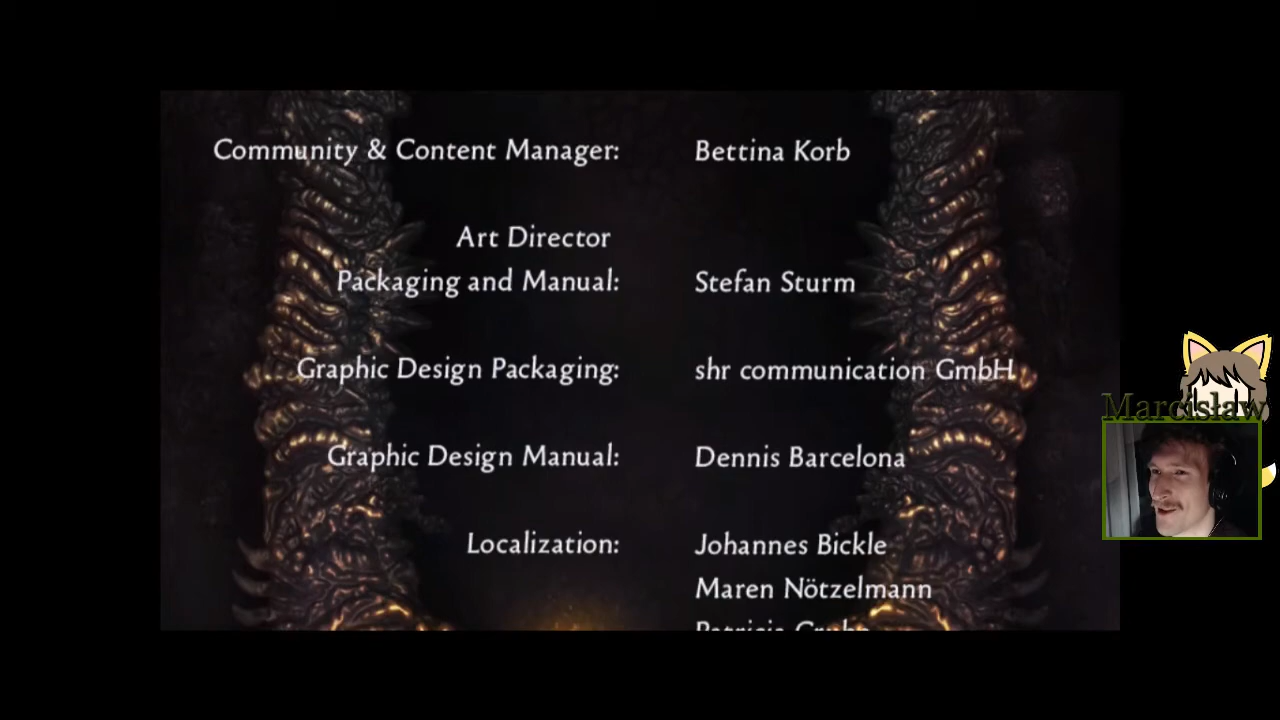 Community & Content Manager: Bettina Korb
Art Director
Packaging and Manual: Stefan Sturm
Graphic Design Packaging: shr communication GmbH
Marcisław
Graphic Design Manual: Dennis Barcelona
Localization: Johannes Bickle
Maren Nötzelmann